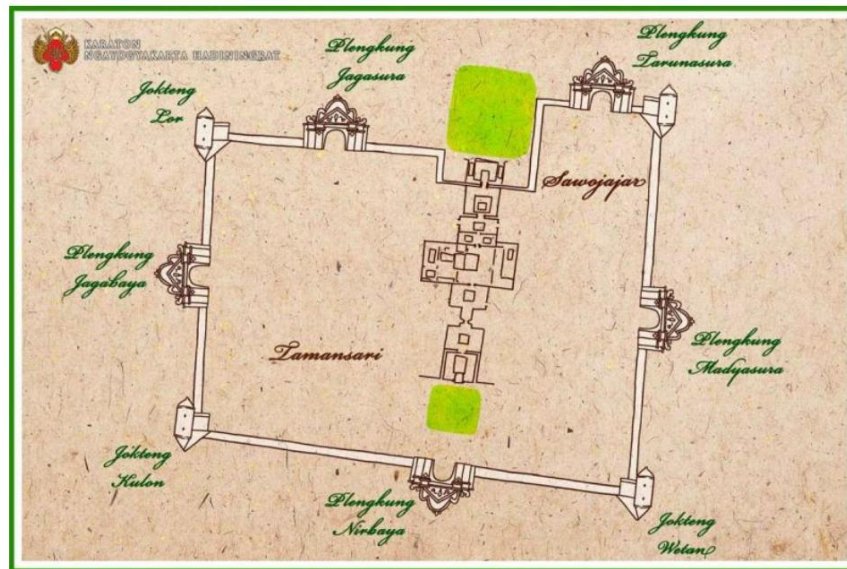 KARATON
NGAYOGYAKARTA HADININGRAT
Plengkung
Jagasura
Plengkung
Tarunasura
Jokteng
Lor
Sawojajar
Plengkung
Jagabaya
Tamansari
Plengkung
Madyasura
Jokteng
Kulon
Plengkung
Nirbaya
Jokteng
Wetan